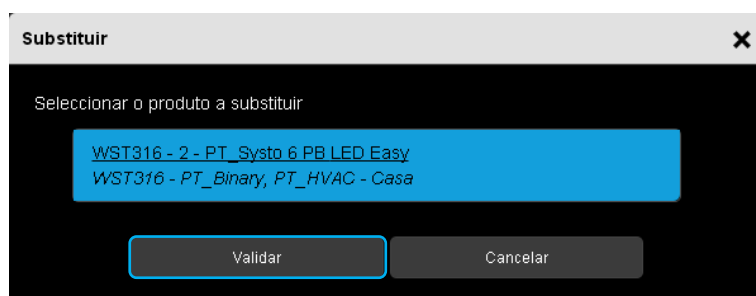 Substituir
Seleccionar o produto a substituir
WST316 - 2 - PT_Systo 6 PB LED Easy
WST316 - PT_Binary, PT_HVAC - Casa
Validar
Cancelar